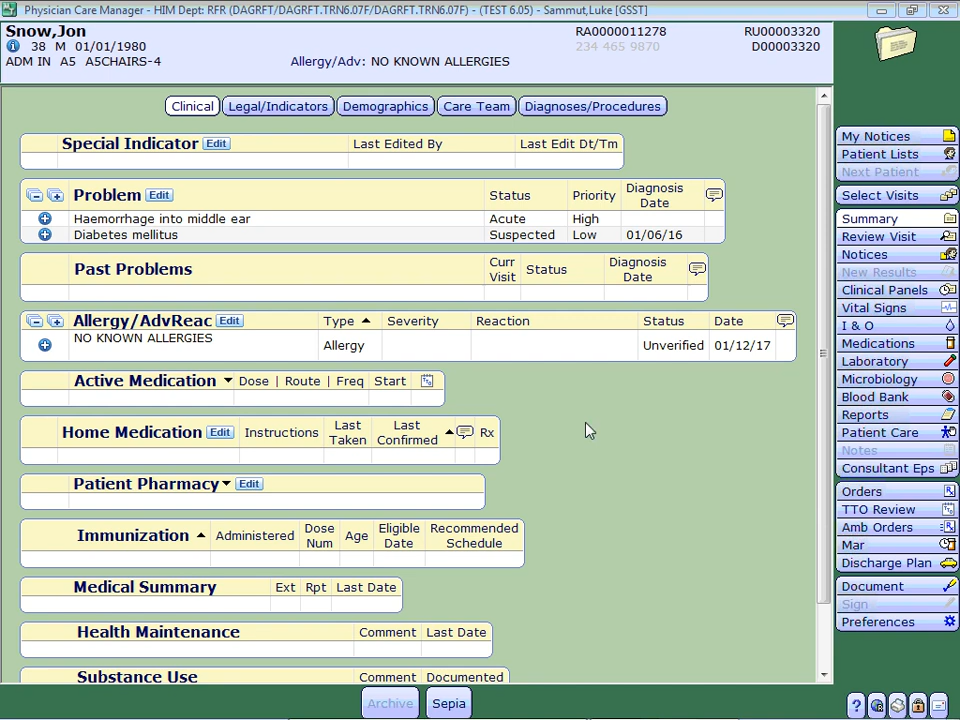 Physician Care Manager - HIM Dept: RFR (DAGRFT/DAGRFT.TRN6.07F/DAGRFT.TRN6.07F) - (TEST 6.05) - Sammut,Luke [GSST]
Snow,Jon
RA0000011278 RU00003320
38 M 01/01/1980
234 465 9870 D00003320
ADM IN A5 A5CHAIRS-4
Allergy/Adv: NO KNOWN ALLERGIES
Clinical Legal/Indicators Demographics Care Team Diagnoses/Procedures
Special Indicator Edit Last Edited By Last Edit Dt/Tm
Problem Edit Status Priority Diagnosis Date
Haemorrhage into middle ear Acute High
Diabetes mellitus Suspected Low 01/06/16
Past Problems Curr Visit Status Diagnosis Date
Allergy/AdvReac Edit Type Severity Reaction Status Date
NO KNOWN ALLERGIES Allergy Unverified 01/12/17
Active Medication Dose | Route | Freq Start
Home Medication Edit Instructions Last Taken Last Confirmed Rx
Patient Pharmacy Edit
Immunization Administered Dose Num Age Eligible Date Recommended Schedule
Medical Summary Ext Rpt Last Date
Health Maintenance Comment Last Date
Substance Use Comment Documented
Archive Sepia
My Notices
Patient Lists
Next Patient
Select Visits
Summary
Review Visit
Notices
New Results
Clinical Panels
Vital Signs
I & O
Medications
Laboratory
Microbiology
Blood Bank
Reports
Patient Care
Notes
Consultant Eps
Orders
TTO Review
Amb Orders
Mar
Discharge Plan
Document
Sign
Preferences